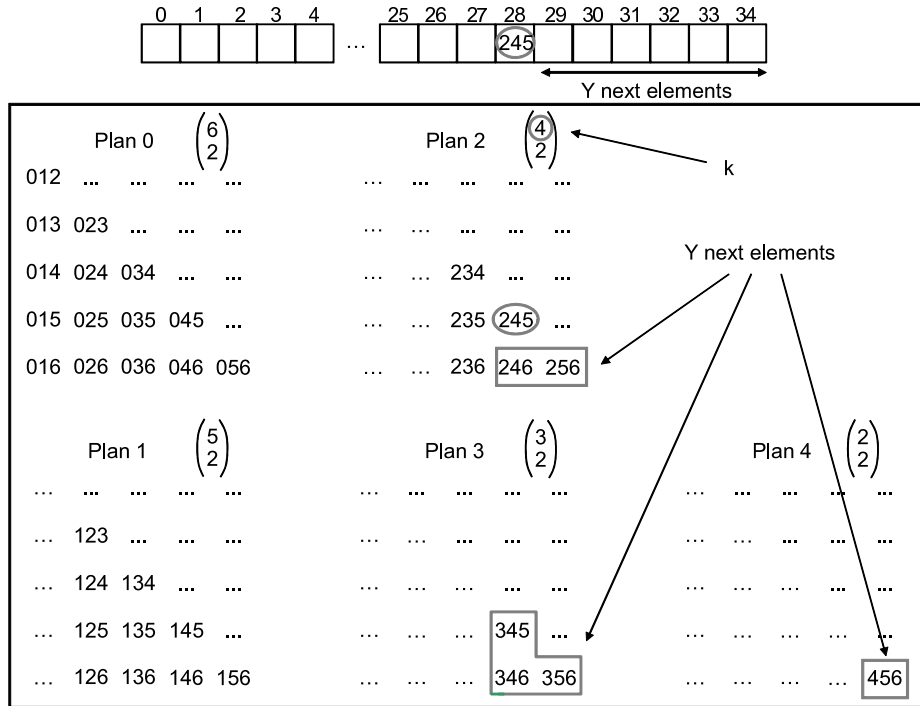 0 1 2 3 4 25 26 27 28 29 30 31 32 33 34
... 245
Y next elements
Plan 0 (6 2) Plan 2 (4 2)
k
012 ... ... ... ... ... ... ... ... ...
013 023 ... ... ... ... ... ... ... ...
Y next elements
014 024 034 ... ... ... ... 234 ... ...
015 025 035 045 ... ... ... 235 245 ...
016 026 036 046 056 ... ... 236 246 256
Plan 1 (5 2) Plan 3 (3 2) Plan 4 (2 2)
... ... ... ... ... ... ... ... ... ... ... ... ... ... ...
... 123 ... ... ... ... ... ... ... ... ... ... ... ... ...
... 124 134 ... ... ... ... ... ... ... ... ... ... ... ...
... 125 135 145 ... ... ... ... 345 ... ... ... ... ... ...
... 126 136 146 156 ... ... ... 346 356 ... ... ... ... 456